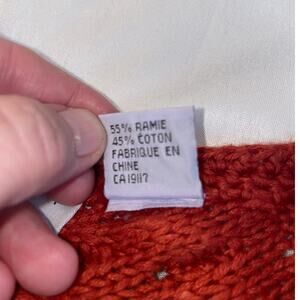 55% RAMIE
45% COTON
FABRIQUE EN
CHINE
CA19117